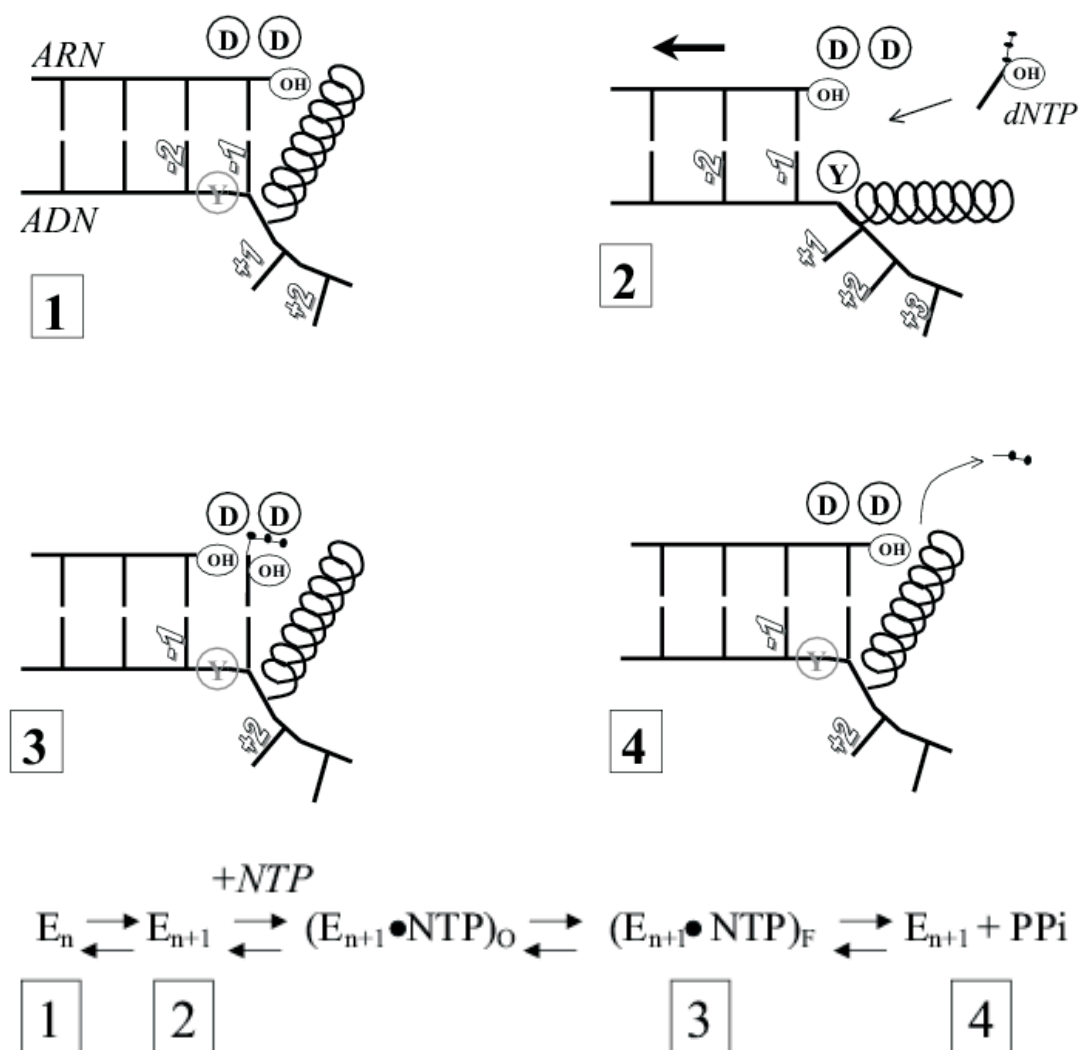 ARN
D D
OH
-2 -1
Y
ADN
+1
+2
1
D D
OH
OH
dNTP
-2 -1
Y
+1
+2
+3
2
D D
OH
OH
-1
Y
+2
3
D D
OH
-1
Y
+2
4
+NTP
Eₙ Eₙ₊₁ (Eₙ₊₁●NTP)O (Eₙ₊₁● NTP)F Eₙ₊₁ + PPi
1 2 3 4